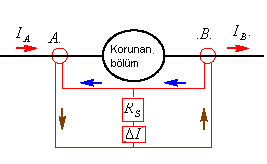 I_A A. .B. I_B.
Korunan
bölüm
R_S
ΔI